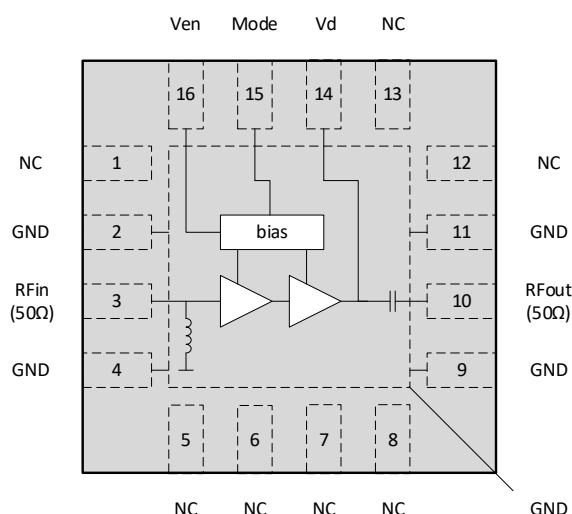 Ven Mode Vd NC
16 15 14 13
NC 1 12 NC
GND 2 11 GND
bias
RFin 3 10 RFout
(50Ω) (50Ω)
GND 4 9 GND
5 6 7 8
NC NC NC NC GND